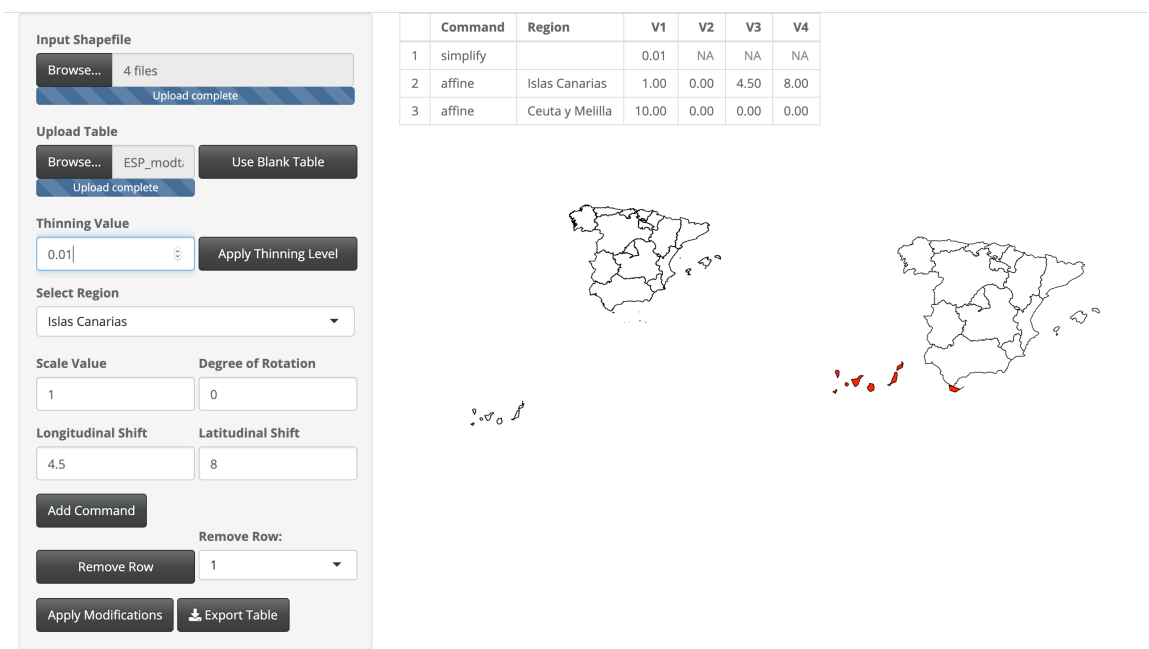 Input Shapefile
Browse... 4 files
Upload complete
Upload Table
Browse... ESP_modt Use Blank Table
Upload complete
Thinning Value
0.01 Apply Thinning Level
Select Region
Islas Canarias
Scale Value Degree of Rotation
1 0
Longitudinal Shift Latitudinal Shift
4.5 8
Add Command
Remove Row:
Remove Row 1
Apply Modifications Export Table
Command Region V1 V2 V3 V4
1 simplify 0.01 NA NA NA
2 affine Islas Canarias 1.00 0.00 4.50 8.00
3 affine Ceuta y Melilla 10.00 0.00 0.00 0.00